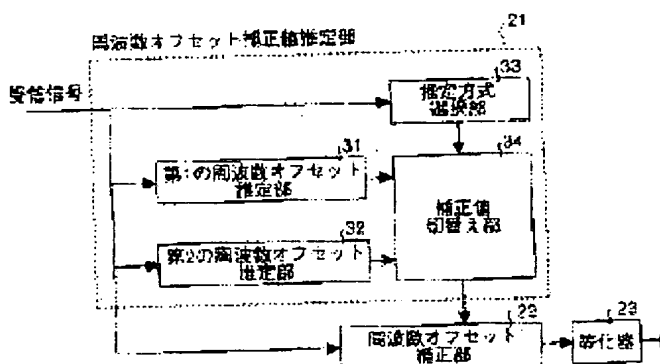 21
周波数オフセット補正値推定部
受信信号
33
推定方式
選択部
31
34
第1の周波数オフセット
推定部
補正値
切替え部
32
第2の周波数オフセット
推定部
22
23
周波数オフセット
補正部
等化器